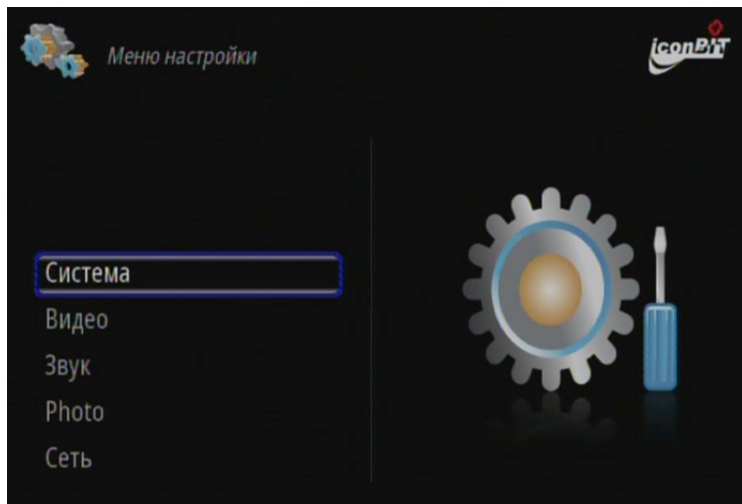 Меню настройки
iconBIT
Система
Видео
Звук
Photo
Сеть